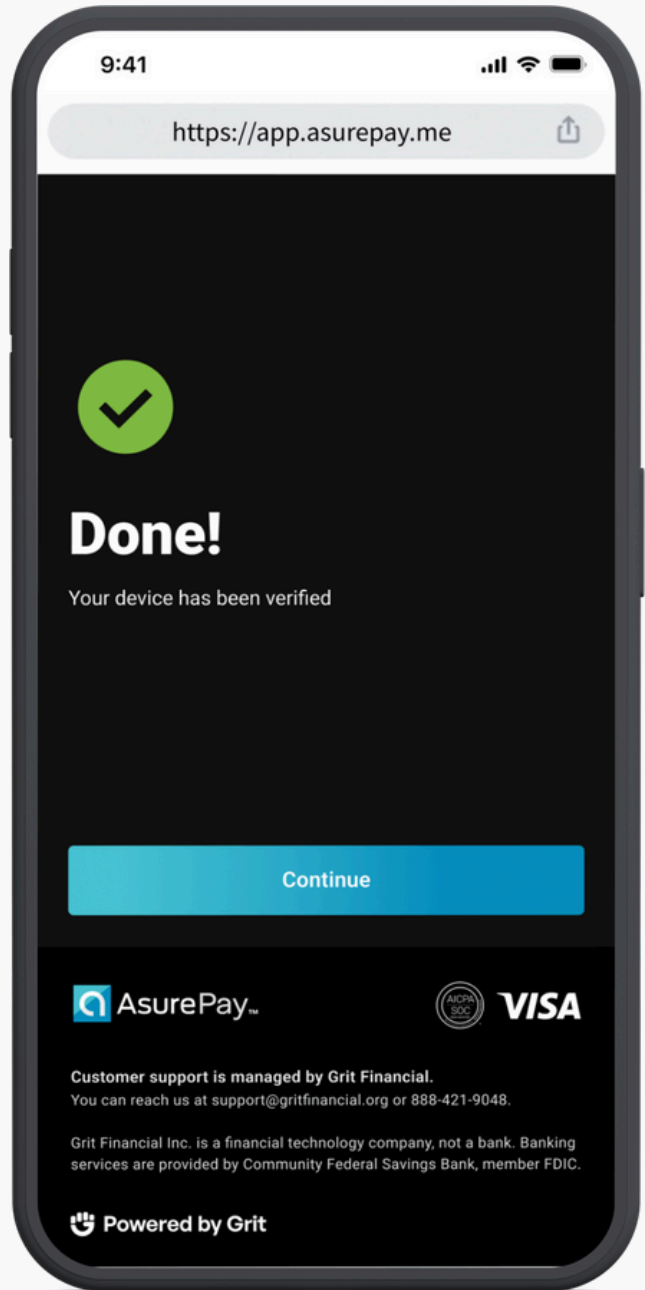 9:41
https://app.asurepay.me
Done!
Your device has been verified
Continue
AsurePay™
AICPA
SOC
VISA
Customer support is managed by Grit Financial.
You can reach us at support@gritfinancial.org or 888-421-9048.
Grit Financial Inc. is a financial technology company, not a bank. Banking
services are provided by Community Federal Savings Bank, member FDIC.
Powered by Grit